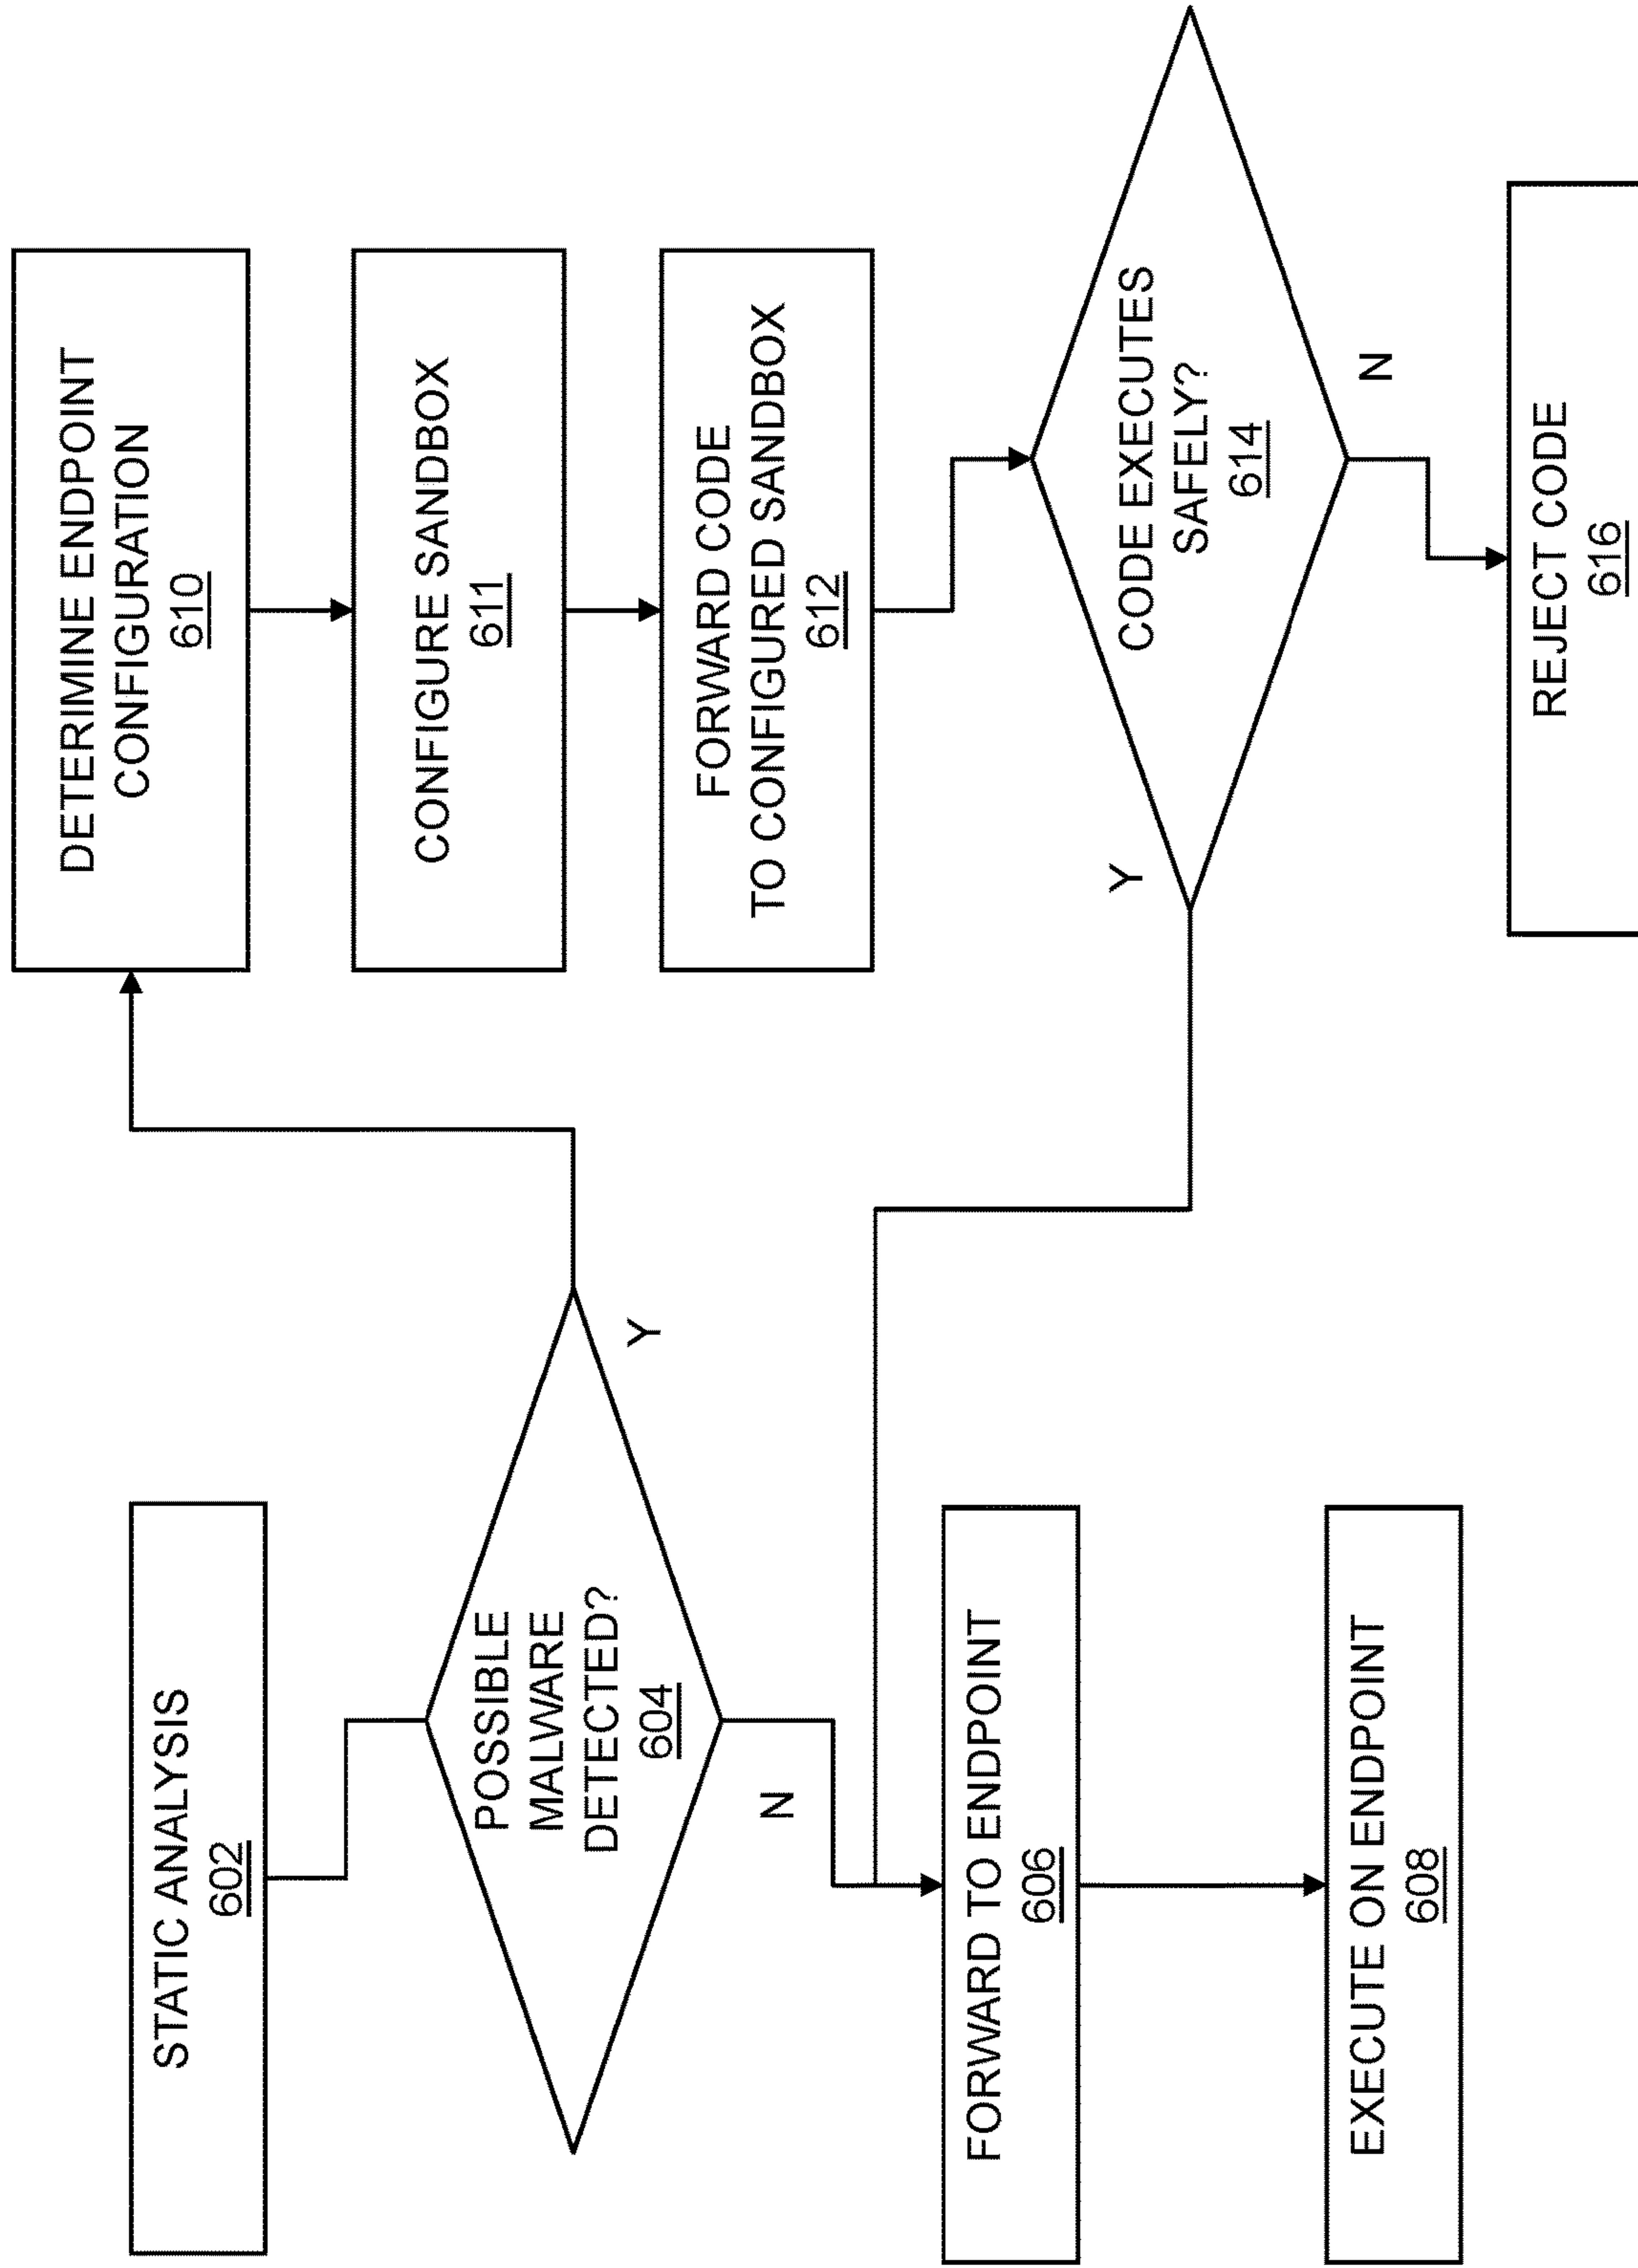 STATIC ANALYSIS
602
POSSIBLE
MALWARE
DETECTED?
604
Y
N
FORWARD TO ENDPOINT
606
EXECUTE ON ENDPOINT
608
DETERIMINE ENDPOINT
CONFIGURATION
610
CONFIGURE SANDBOX
611
FORWARD CODE
TO CONFIGURED SANDBOX
612
CODE EXECUTES
SAFELY?
614
Y
N
REJECT CODE
616